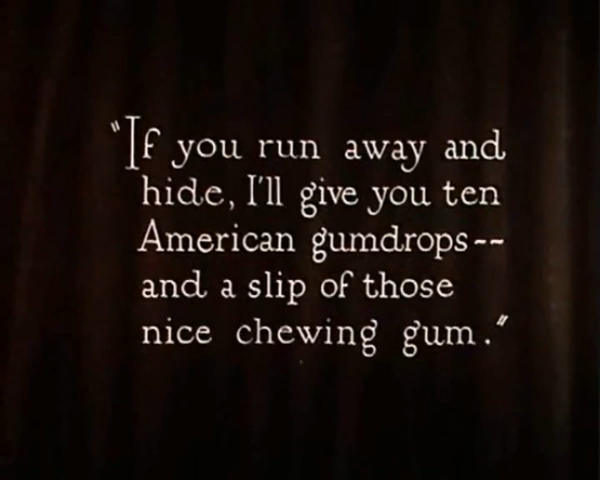 "If you run away and
hide, I'll give you ten
American gumdrops--
and a slip of those
nice chewing gum."